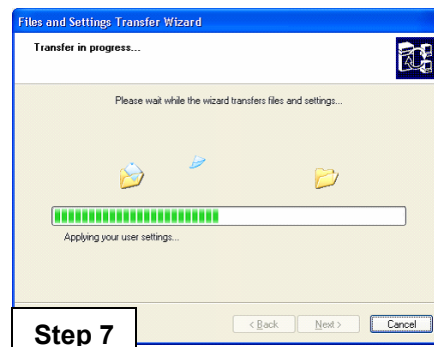 Files and Settings Transfer Wizard
Transfer in progress...
Please wait while the wizard transfers files and settings...
Applying your user settings...
< Back Next > Cancel
Step 7